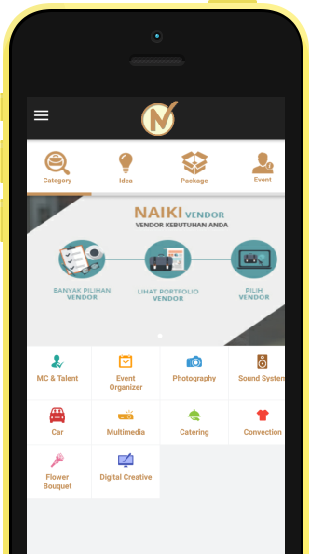 N
Category
Idea
Package
Event
NAIKI VENDOR
VENDOR KEBUTUHAN ANDA
BANYAK PILIHAN
VENDOR
LIHAT PORTFOLIO
VENDOR
PILIH
VENDOR
MC & Talent
Event
Organizer
Photography
Sound System
Car
Multimedia
Catering
Convection
Flower
Bouquet
Digital Creative